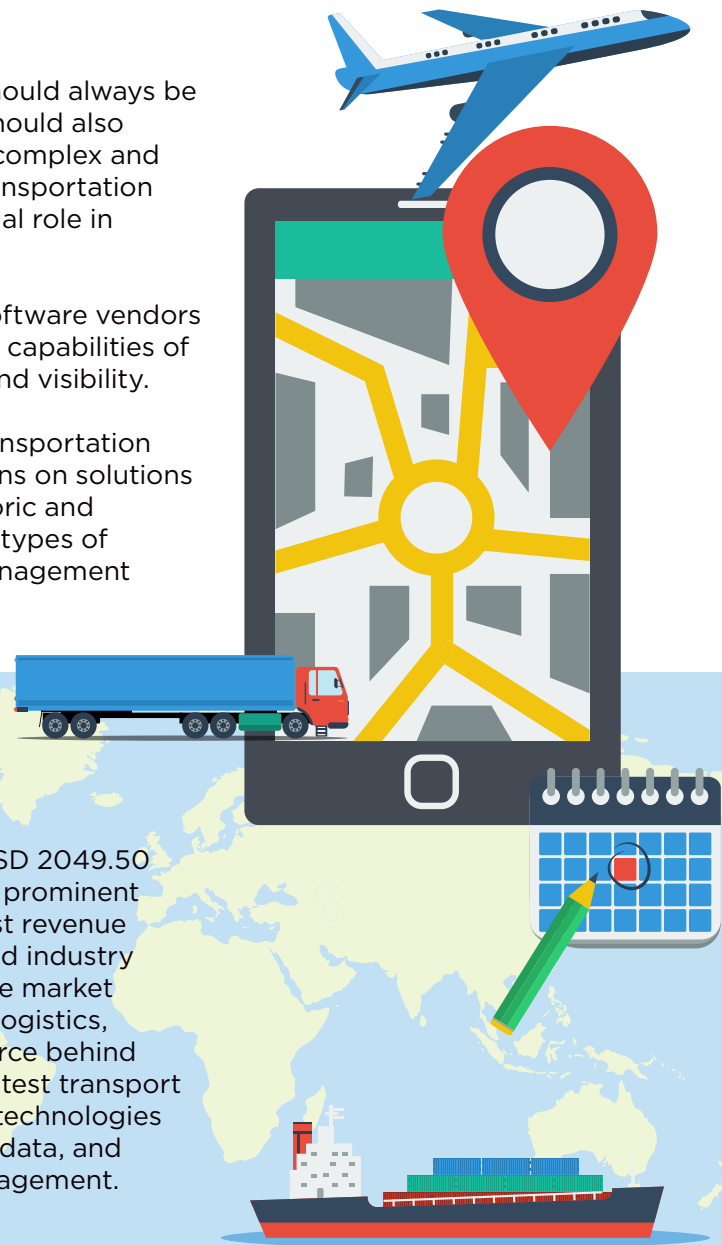 hould always be
hould also
complex and
nsportation
al role in
oftware vendors
capabilities of
nd visibility.
nsportation
ns on solutions
oric and
types of
nagement
SD 2049.50
prominent
st revenue
d industry
e market
ogistics,
rce behind
test transport
technologies
data, and
agement.